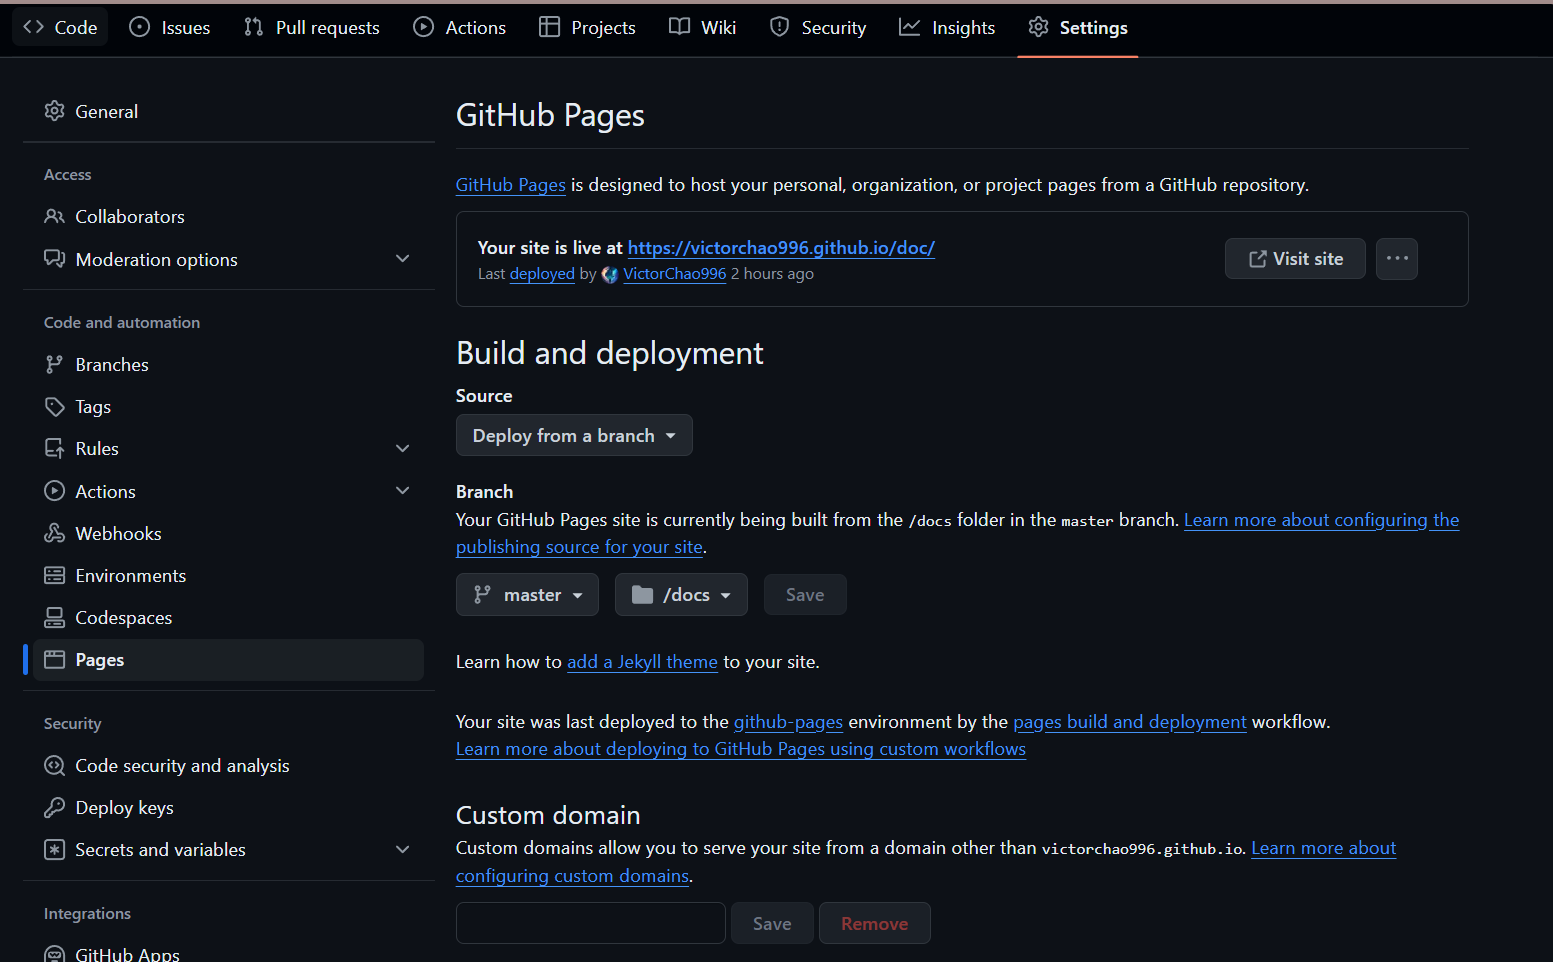 Code
Issues
Pull requests
Actions
Projects
Wiki
Security
Insights
Settings
General
Access
Collaborators
Moderation options
Code and automation
Branches
Tags
Rules
Actions
Webhooks
Environments
Codespaces
Pages
Security
Code security and analysis
Deploy keys
Secrets and variables
Integrations
GitHub Apps
GitHub Pages
GitHub Pages is designed to host your personal, organization, or project pages from a GitHub repository.
Your site is live at https://victorchao996.github.io/doc/
Last deployed by VictorChao996 2 hours ago
Visit site
Build and deployment
Source
Deploy from a branch
Branch
Your GitHub Pages site is currently being built from the /docs folder in the master branch. Learn more about configuring the
publishing source for your site.
master
/docs
Save
Learn how to add a Jekyll theme to your site.
Your site was last deployed to the github-pages environment by the pages build and deployment workflow.
Learn more about deploying to GitHub Pages using custom workflows
Custom domain
Custom domains allow you to serve your site from a domain other than victorchao996.github.io. Learn more about
configuring custom domains.
Save
Remove